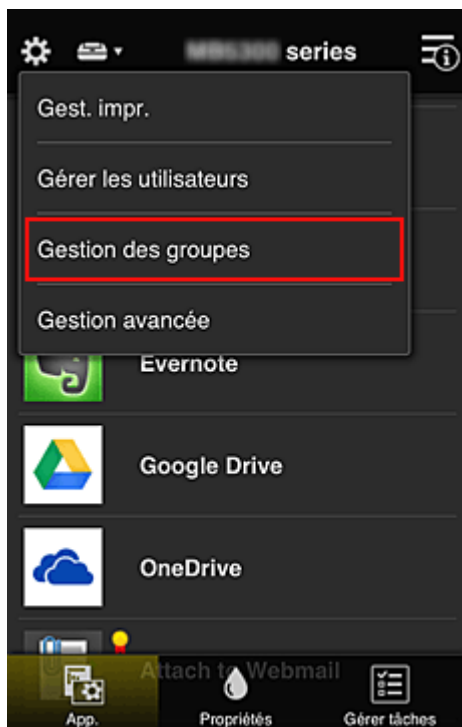 series
Gest. impr.
Gérer les utilisateurs
Gestion des groupes
Gestion avancée
Evernote
Google Drive
OneDrive
Attach to Webmail
App.
Propriétés
Gérer tâches